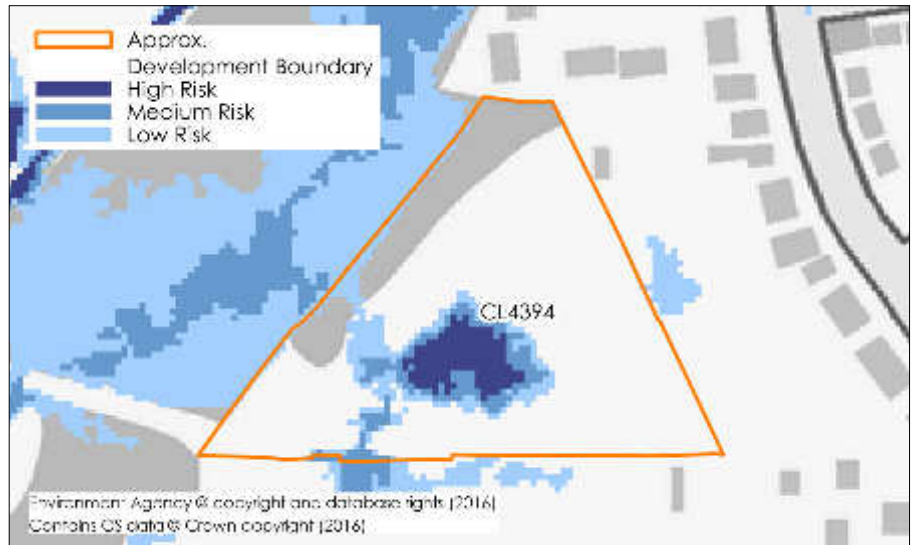 Approx.
Development Boundary
High Risk
Medium Risk
Low Risk
CL4394
Environment Agency © copyright and database rights (2016)
Contains OS data © Crown copyright (2016)